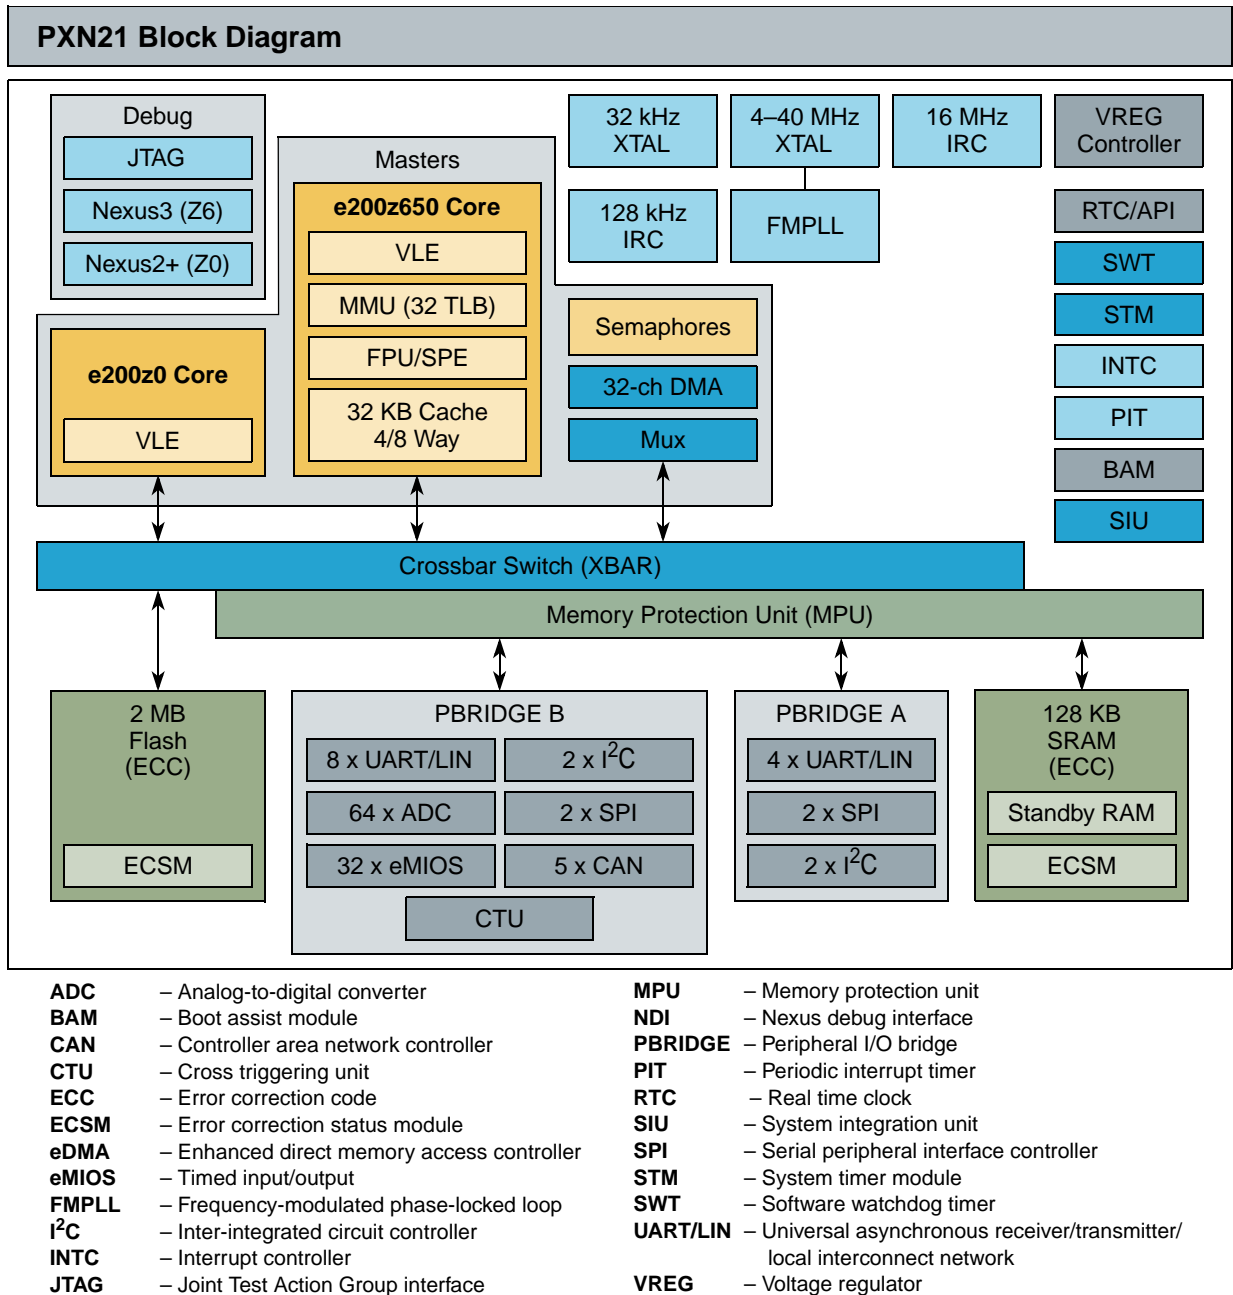 PXN21 Block Diagram
Debug
JTAG
Nexus3 (Z6)
Nexus2+ (Z0)
Masters
e200z650 Core
VLE
MMU (32 TLB)
FPU/SPE
32 KB Cache
4/8 Way
e200z0 Core
VLE
Semaphores
32-ch DMA
Mux
32 kHz
XTAL
4–40 MHz
XTAL
16 MHz
IRC
128 kHz
IRC
FMPLL
VREG
Controller
RTC/API
SWT
STM
INTC
PIT
BAM
SIU
Crossbar Switch (XBAR)
Memory Protection Unit (MPU)
2 MB
Flash
(ECC)
ECSM
PBRIDGE B
8 x UART/LIN
2 x I²C
64 x ADC
2 x SPI
32 x eMIOS
5 x CAN
CTU
PBRIDGE A
4 x UART/LIN
2 x SPI
2 x I²C
128 KB
SRAM
(ECC)
Standby RAM
ECSM
ADC – Analog-to-digital converter
BAM – Boot assist module
CAN – Controller area network controller
CTU – Cross triggering unit
ECC – Error correction code
ECSM – Error correction status module
eDMA – Enhanced direct memory access controller
eMIOS – Timed input/output
FMPLL – Frequency-modulated phase-locked loop
I²C – Inter-integrated circuit controller
INTC – Interrupt controller
JTAG – Joint Test Action Group interface
MPU – Memory protection unit
NDI – Nexus debug interface
PBRIDGE – Peripheral I/O bridge
PIT – Periodic interrupt timer
RTC – Real time clock
SIU – System integration unit
SPI – Serial peripheral interface controller
STM – System timer module
SWT – Software watchdog timer
UART/LIN – Universal asynchronous receiver/transmitter/
local interconnect network
VREG – Voltage regulator